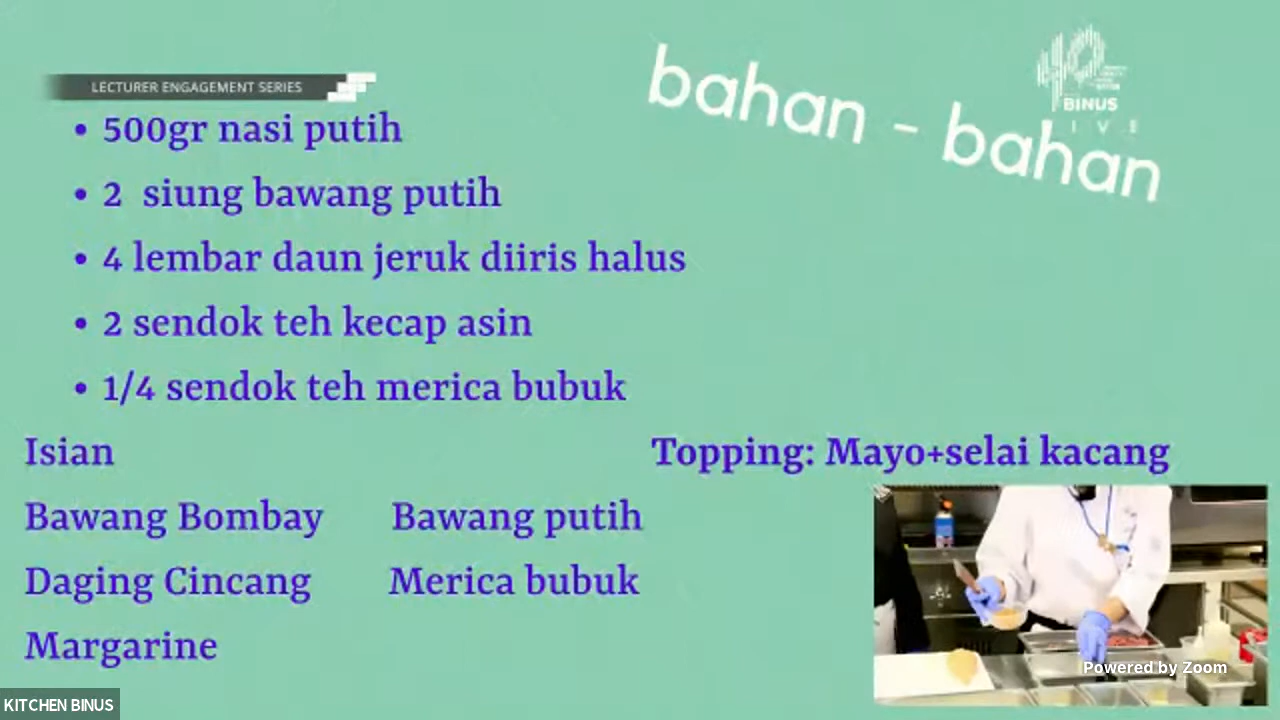 LECTURER ENGAGEMENT SERIES
bahan - bahan
BINUS
LIVE
• 500gr nasi putih
• 2 siung bawang putih
• 4 lembar daun jeruk diiris halus
• 2 sendok teh kecap asin
• 1/4 sendok teh merica bubuk
Isian
Topping: Mayo+selai kacang
Bawang Bombay Bawang putih
Daging Cincang Merica bubuk
Margarine
Powered by Zoom
KITCHEN BINUS